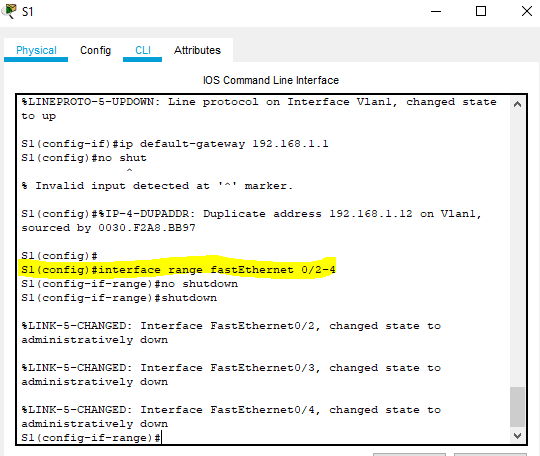 S1
Physical Config CLI Attributes
IOS Command Line Interface
%LINEPROTO-5-UPDOWN: Line protocol on Interface Vlan1, changed state
to up
S1(config-if)#ip default-gateway 192.168.1.1
S1(config)#no shut
^
% Invalid input detected at '^' marker.
S1(config)#%IP-4-DUPADDR: Duplicate address 192.168.1.12 on Vlan1,
sourced by 0030.F2A8.BB97
S1(config)#
S1(config)#interface range fastEthernet 0/2-4
S1(config-if-range)#no shutdown
S1(config-if-range)#shutdown
%LINK-5-CHANGED: Interface FastEthernet0/2, changed state to
administratively down
%LINK-5-CHANGED: Interface FastEthernet0/3, changed state to
administratively down
%LINK-5-CHANGED: Interface FastEthernet0/4, changed state to
administratively down
S1(config-if-range)#